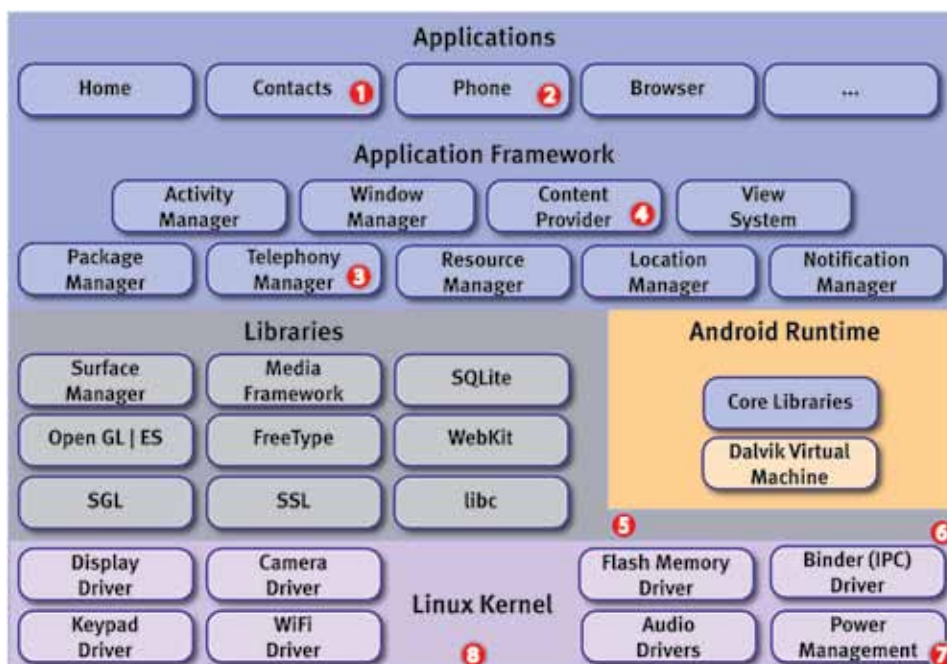 Applications
Home
Contacts 1
Phone 2
Browser
...
Application Framework
Activity
Manager
Window
Manager
Content
Provider 4
View
System
Package
Manager
Telephony
Manager 3
Resource
Manager
Location
Manager
Notification
Manager
Libraries
Surface
Manager
Media
Framework
SQLite
Open GL | ES
FreeType
WebKit
SGL
SSL
libc
Android Runtime
Core Libraries
Dalvik Virtual
Machine
5
6
Display
Driver
Camera
Driver
Keypad
Driver
WiFi
Driver
Linux Kernel
8
Flash Memory
Driver
Binder (IPC)
Driver
Audio
Drivers
Power
Management 7